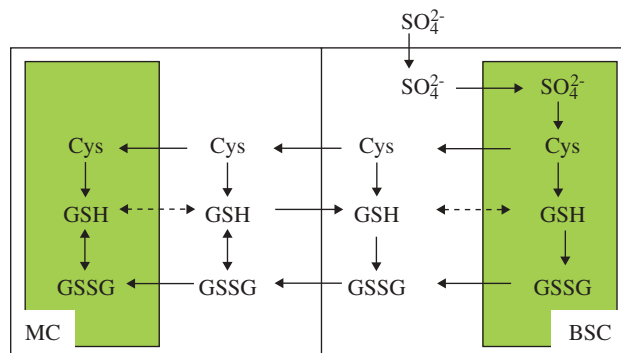 SO₄²⁻
SO₄²⁻ SO₄²⁻
Cys Cys Cys Cys
GSH GSH GSH GSH
GSSG GSSG GSSG GSSG
MC BSC